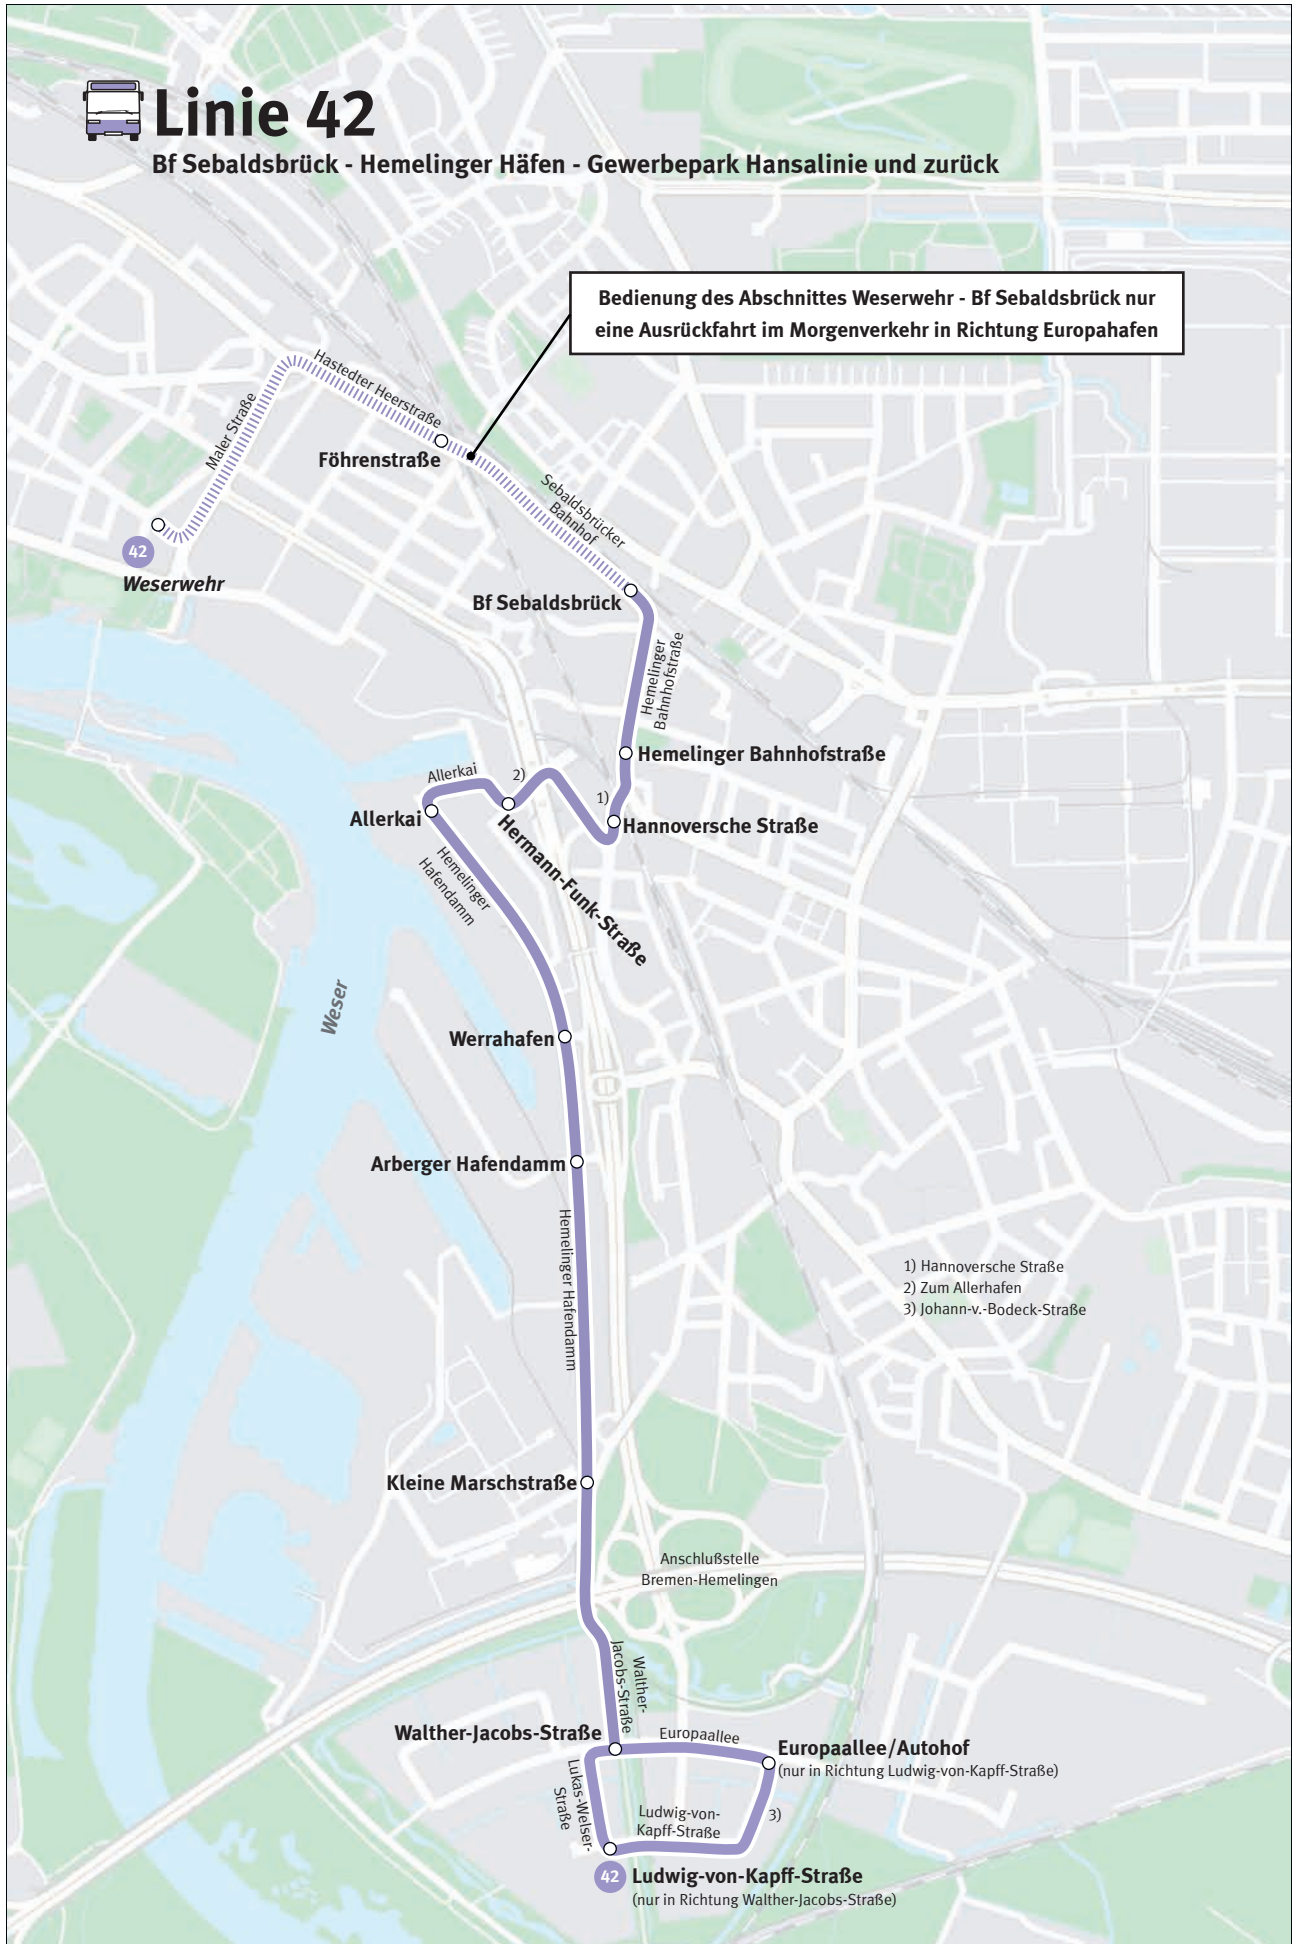 Linie 42
Bf Sebaldsbrück - Hemelinger Häfen - Gewerbepark Hansalinie und zurück
Bedienung des Abschnittes Weserwehr - Bf Sebaldsbrück nur
eine Ausrückfahrt im Morgenverkehr in Richtung Europahafen
Hastedter Heerstraße
Maler Straße
Föhrenstraße
Sebaldsbrücker
Bahnhof
42
Weserwehr
Bf Sebaldsbrück
Hemelinger
Bahnhofstraße
Hemelinger Bahnhofstraße
Allerkai
2)
1)
Allerkai
Hannoversche Straße
Hermann-Funk-Straße
Hemelinger
Hafendamm
Weser
Werrahafen
Arberger Hafendamm
Hemelinger Hafendamm
1) Hannoversche Straße
2) Zum Allerhafen
3) Johann-v.-Bodeck-Straße
Kleine Marschstraße
Anschlußstelle
Bremen-Hemelingen
Walther-
Jacobs-Straße
Walther-Jacobs-Straße
Europaallee
Europaallee/Autohof
(nur in Richtung Ludwig-von-Kapff-Straße)
Lukas-Welser-
Straße
Ludwig-von-
Kapff-Straße
3)
42
Ludwig-von-Kapff-Straße
(nur in Richtung Walther-Jacobs-Straße)